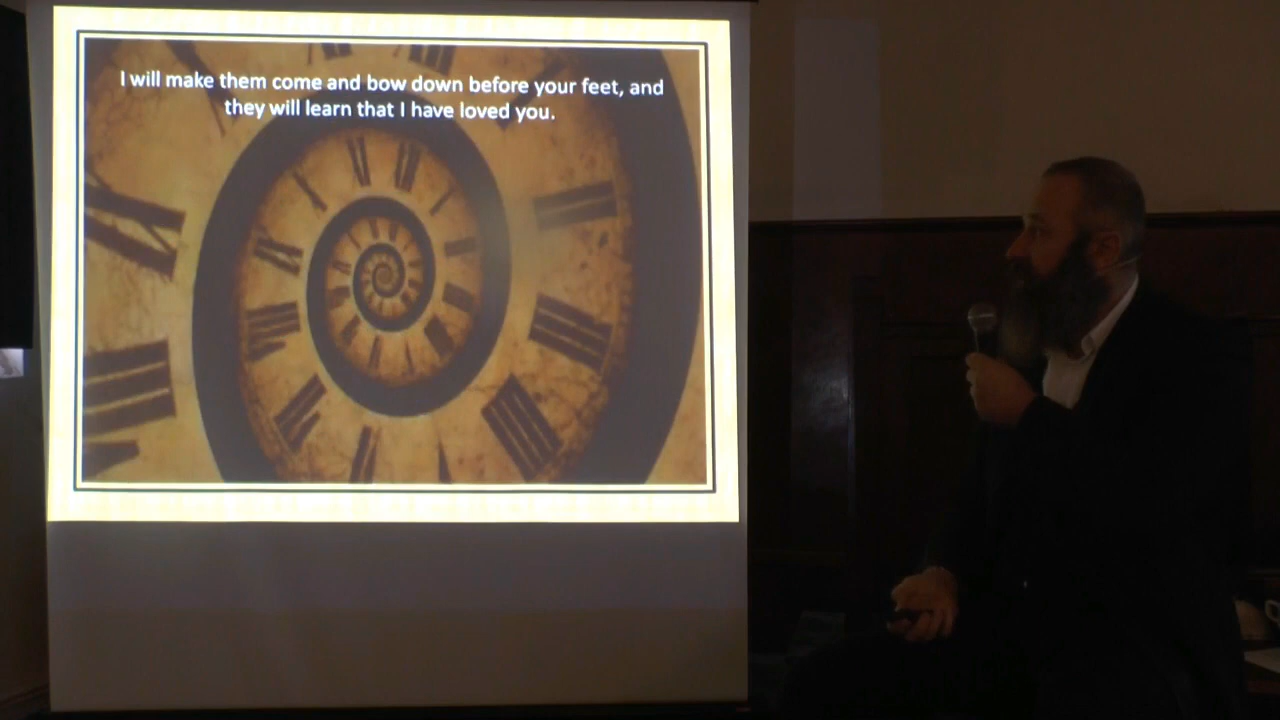 I will make them come and bow down before your feet, and
they will learn that I have loved you.